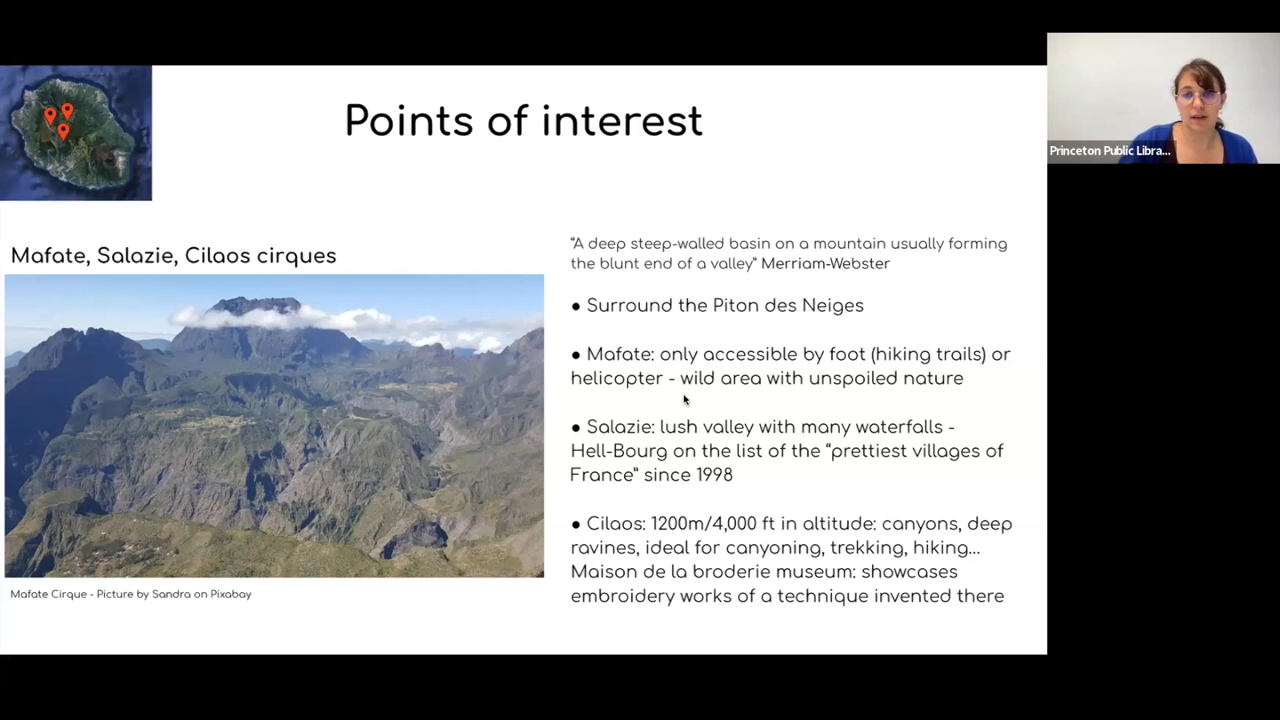 Points of interest
Princeton Public Libra...
Mafate, Salazie, Cilaos cirques
Mafate Cirque - Picture by Sandra on Pixabay
“A deep steep-walled basin on a mountain usually forming
the blunt end of a valley” Merriam-Webster
● Surround the Piton des Neiges
● Mafate: only accessible by foot (hiking trails) or
helicopter - wild area with unspoiled nature
● Salazie: lush valley with many waterfalls -
Hell-Bourg on the list of the “prettiest villages of
France” since 1998
● Cilaos: 1200m/4,000 ft in altitude: canyons, deep
ravines, ideal for canyoning, trekking, hiking...
Maison de la broderie museum: showcases
embroidery works of a technique invented there